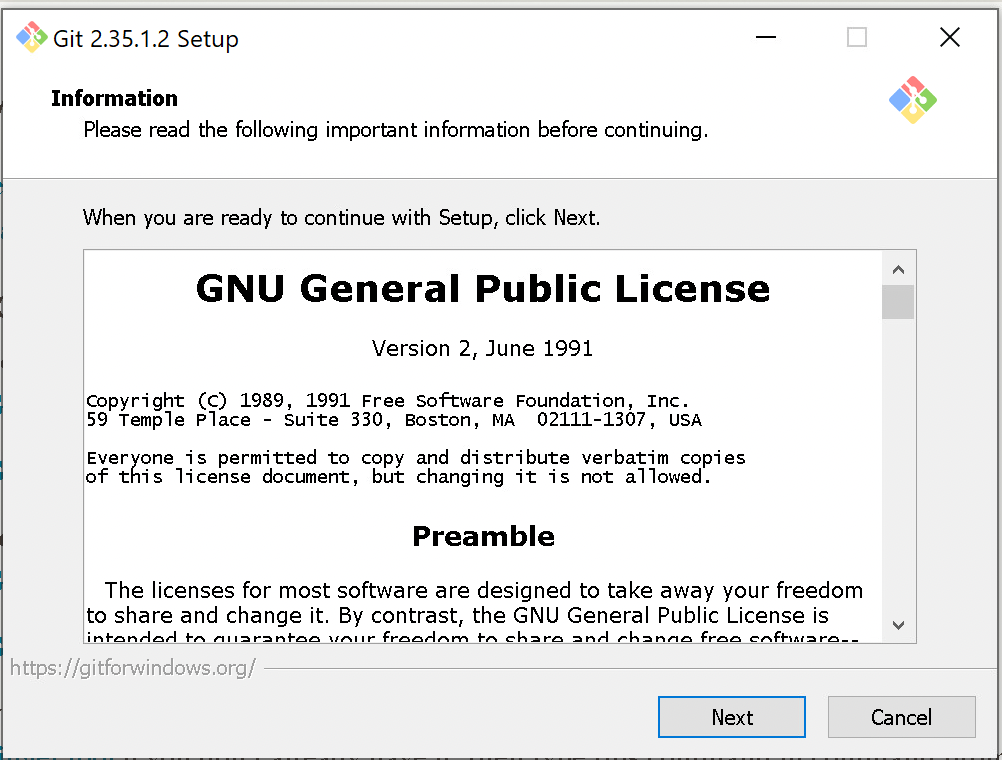 Git 2.35.1.2 Setup
Information
Please read the following important information before continuing.
When you are ready to continue with Setup, click Next.
GNU General Public License
Version 2, June 1991
Copyright (C) 1989, 1991 Free Software Foundation, Inc.
59 Temple Place - Suite 330, Boston, MA  02111-1307, USA
Everyone is permitted to copy and distribute verbatim copies
of this license document, but changing it is not allowed.
Preamble
The licenses for most software are designed to take away your freedom
to share and change it. By contrast, the GNU General Public License is
intended to guarantee your freedom to share and change free software--
https://gitforwindows.org/
Next
Cancel